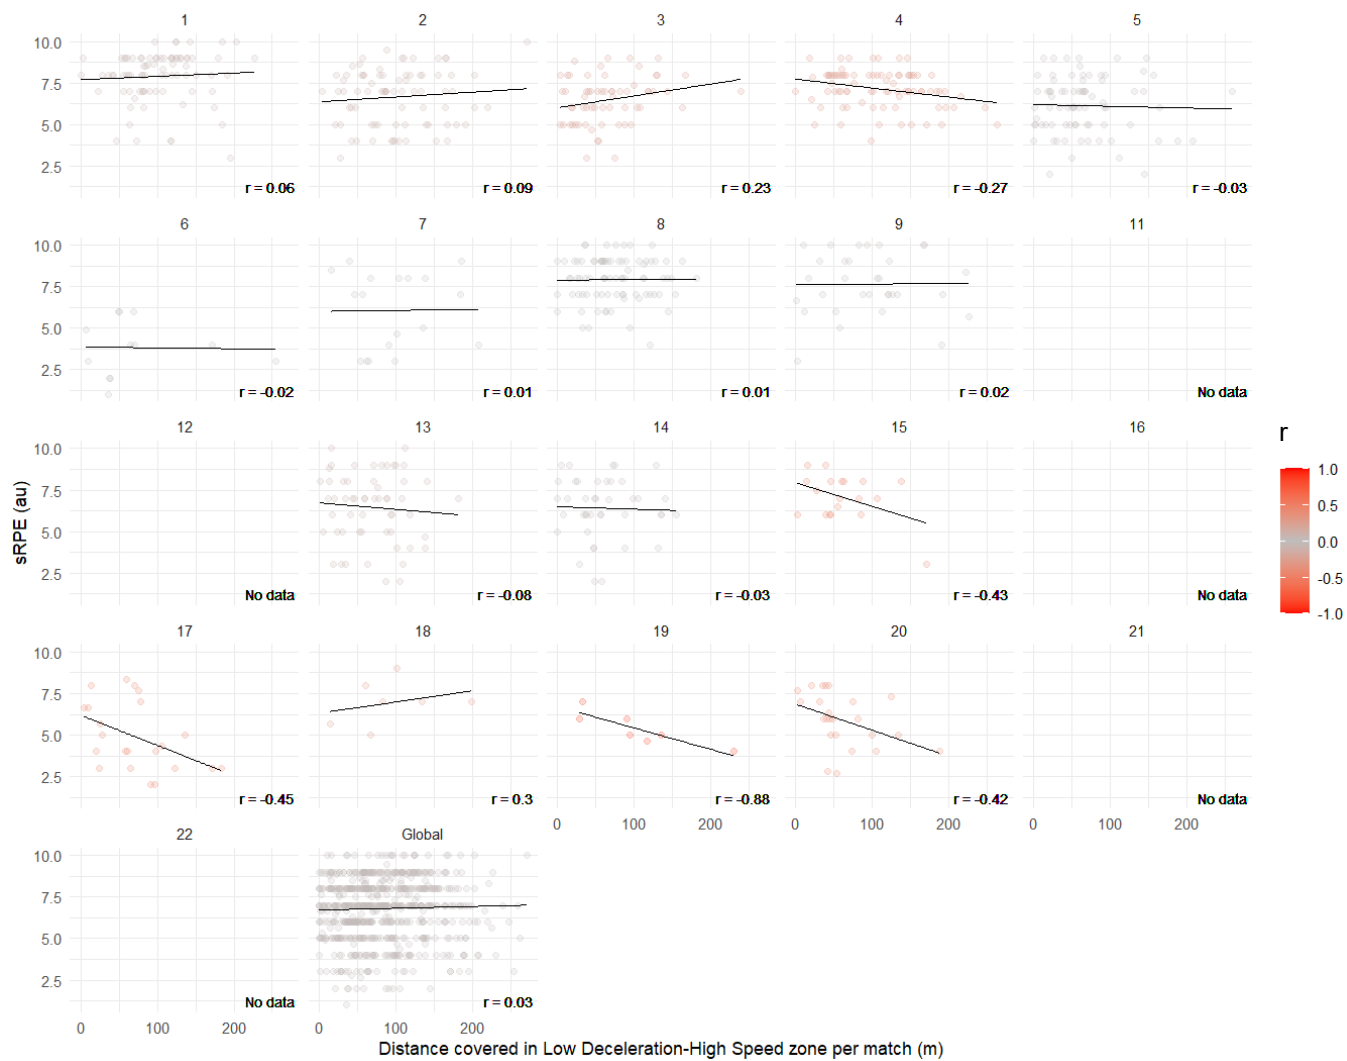 1 2 3 4 5
10.0
7.5
5.0
2.5
r = 0.06 r = 0.09 r = 0.23 r = -0.27 r = -0.03
6 7 8 9 11
10.0
7.5
5.0
2.5
r = -0.02 r = 0.01 r = 0.01 r = 0.02 No data
12 13 14 15 16
10.0
7.5
5.0
2.5
No data r = -0.08 r = -0.03 r = -0.43 No data
17 18 19 20 21
10.0
7.5
5.0
2.5
r = -0.45 r = 0.3 r = -0.88 r = -0.42 No data
0 100 200 0 100 200 0 100 200
22 Global
10.0
7.5
5.0
2.5
No data r = 0.03
0 100 200 0 100 200
Distance covered in Low Deceleration-High Speed zone per match (m)
sRPE (au)
r
1.0
0.5
0.0
-0.5
-1.0